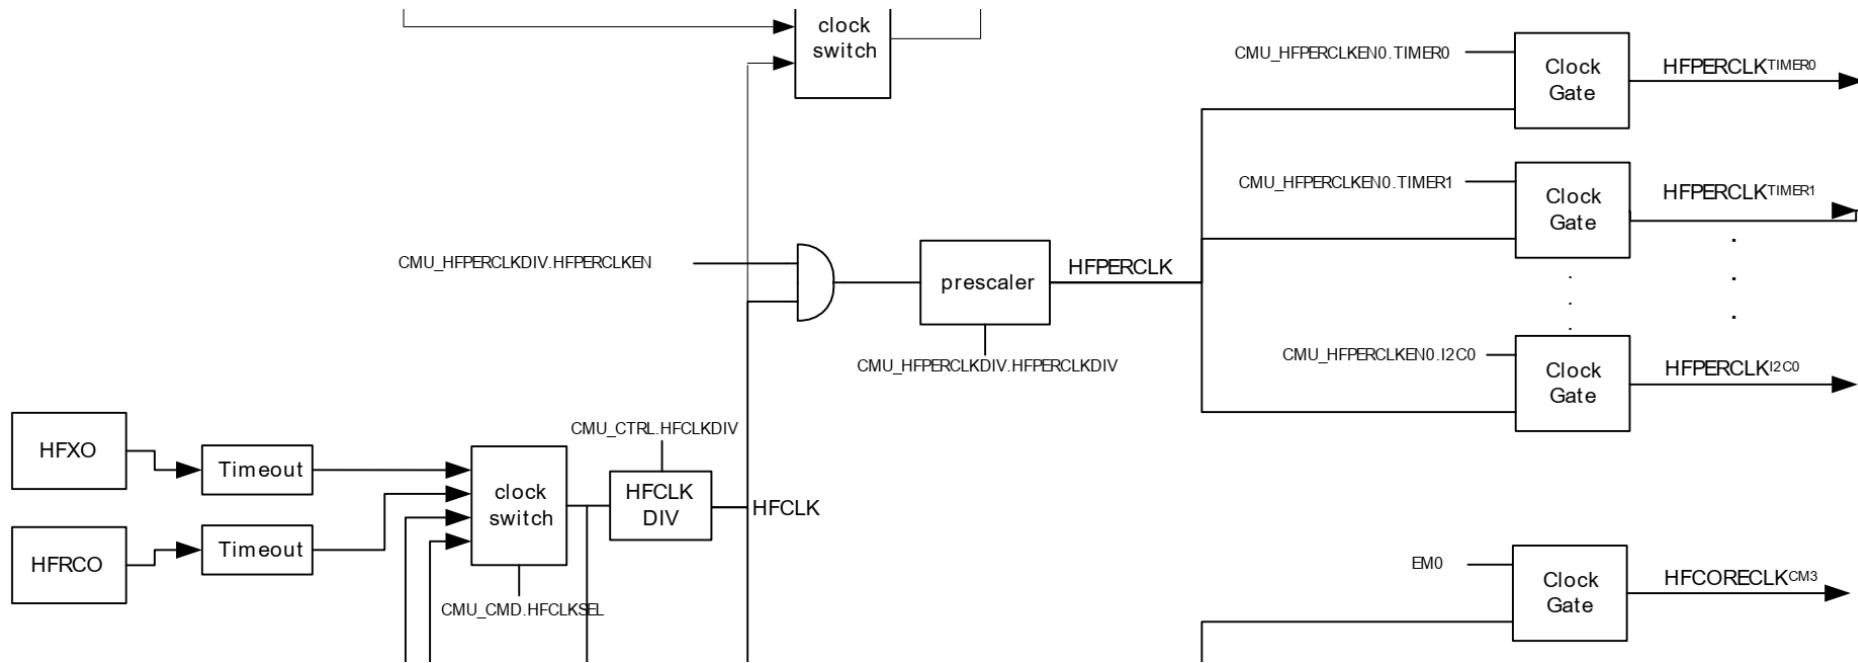 clock
switch
CMU_HFPERCLKEN0.TIMER0
Clock
Gate
HFPERCLKTIMER0
CMU_HFPERCLKEN0.TIMER1
Clock
Gate
HFPERCLKTIMER1
CMU_HFPERCLKDIV.HFPERCLKEN
prescaler
HFPERCLK
CMU_HFPERCLKDIV.HFPERCLKDIV
CMU_HFPERCLKEN0.I2C0
Clock
Gate
HFPERCLKI2C0
HFXO
Timeout
HFRCO
Timeout
clock
switch
CMU_CMD.HFCLKSEL
CMU_CTRL.HFCLKDIV
HFCLK
DIV
HFCLK
EM0
Clock
Gate
HFCORECLKCM3